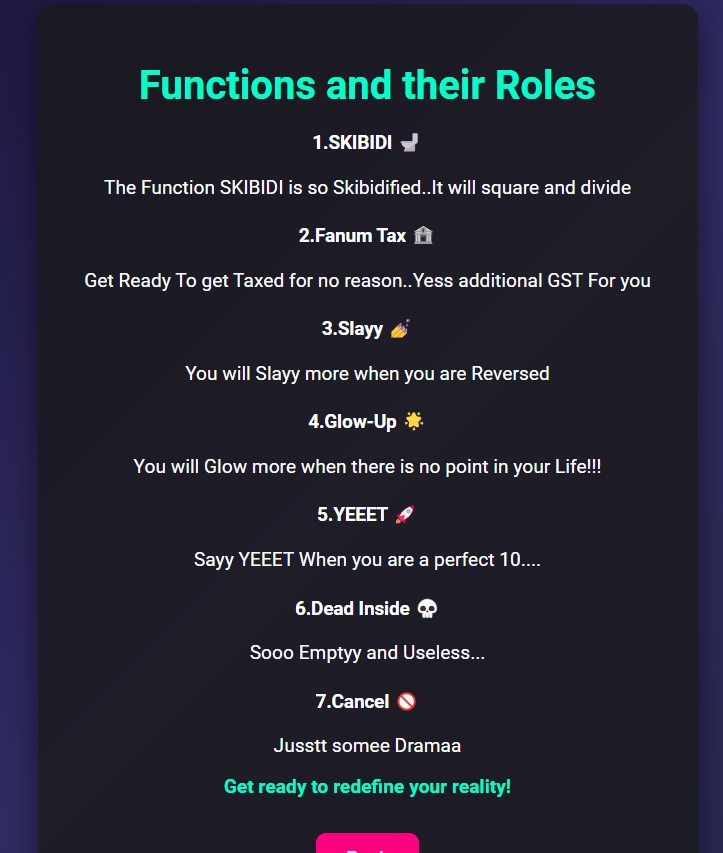 Functions and their Roles
1.SKIBIDI 🚽
The Function SKIBIDI is so Skibidified..It will square and divide
2.Fanum Tax 🏦
Get Ready To get Taxed for no reason..Yess additional GST For you
3.Slayy 💅
You will Slayy more when you are Reversed
4.Glow-Up 🌟
You will Glow more when there is no point in your Life!!!
5.YEEET 🚀
Sayy YEEET When you are a perfect 10....
6.Dead Inside 💀
Sooo Emptyy and Useless...
7.Cancel 🚫
Jusstt somee Dramaa
Get ready to redefine your reality!